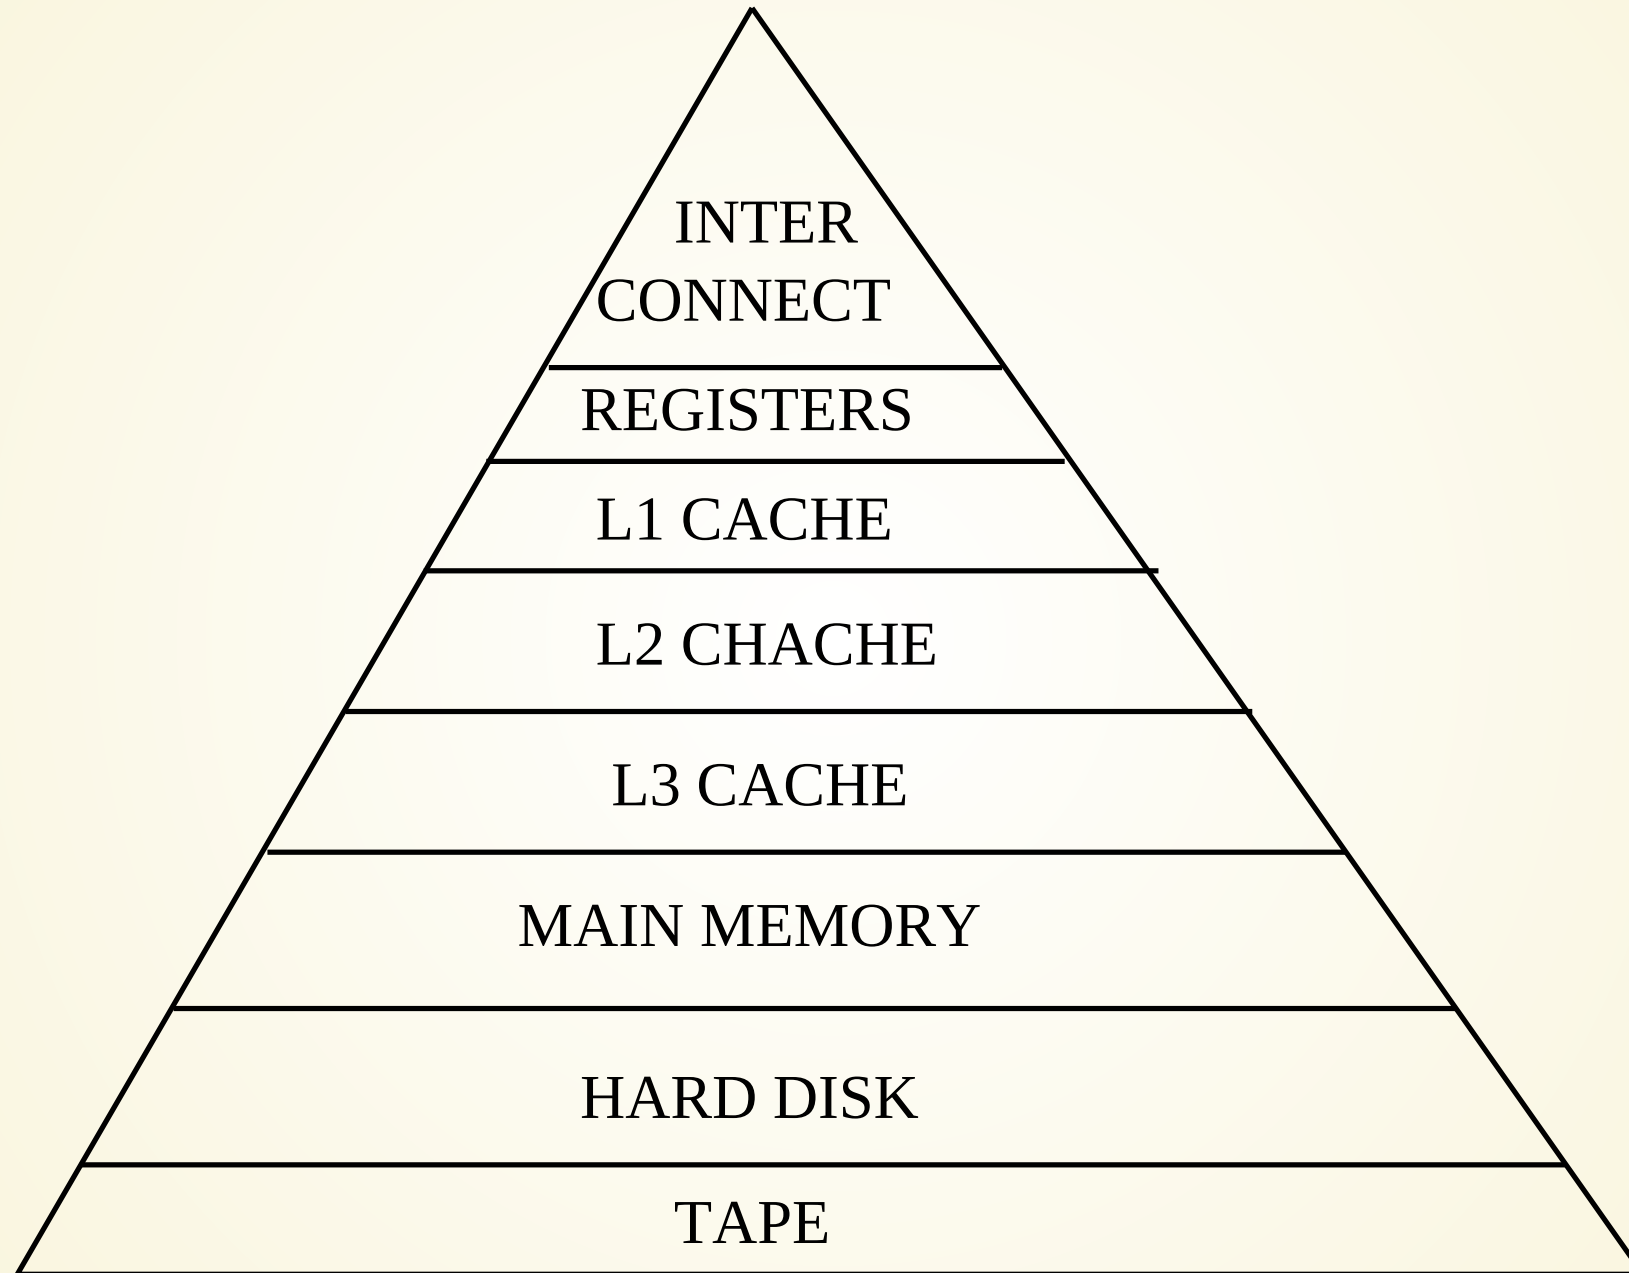 INTER
CONNECT
REGISTERS
L1 CACHE
L2 CHACHE
L3 CACHE
MAIN MEMORY
HARD DISK
TAPE